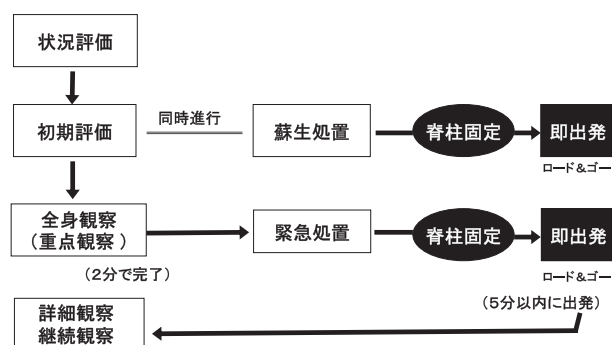 状況評価
初期評価
同時進行
蘇生処置
脊柱固定
即出発
ロード&ゴー
全身観察
(重点観察)
緊急処置
脊柱固定
即出発
(2分で完了)
ロード&ゴー
(5分以内に出発)
詳細観察
継続観察